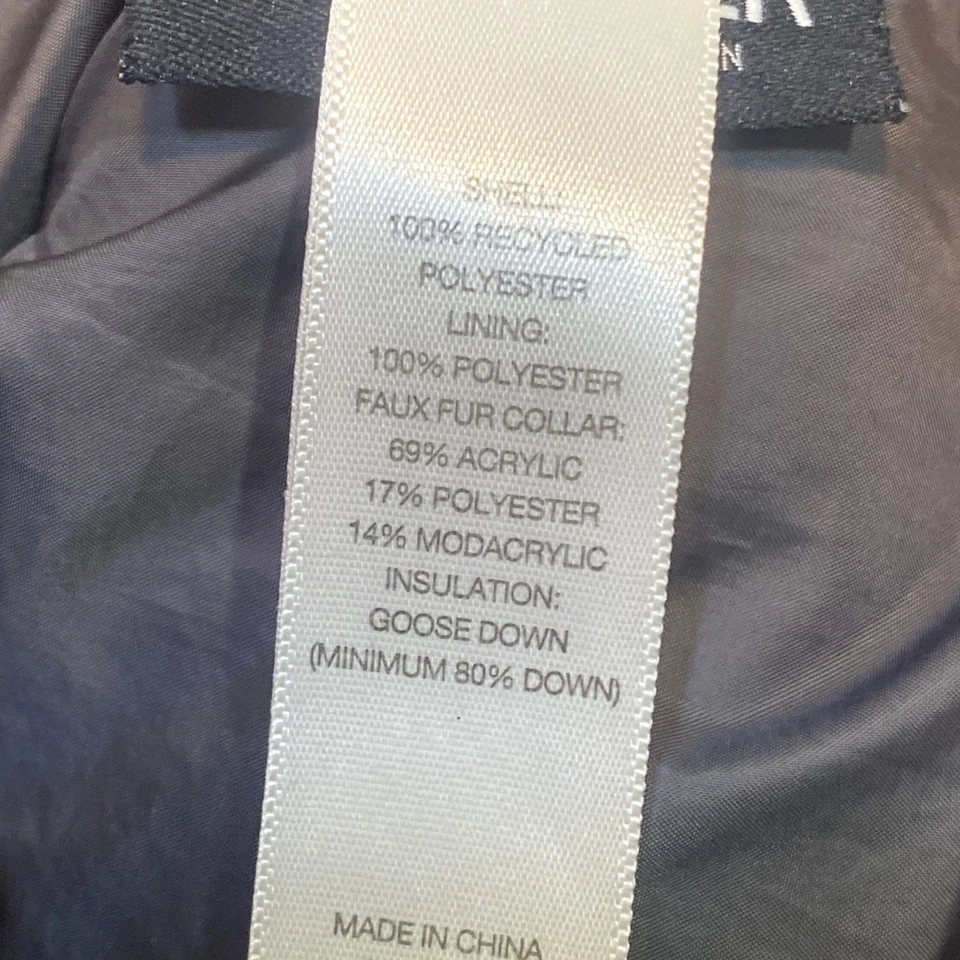 SHELL:
100% RECYCLED
POLYESTER
LINING:
100% POLYESTER
FAUX FUR COLLAR:
69% ACRYLIC
17% POLYESTER
14% MODACRYLIC
INSULATION:
GOOSE DOWN
(MINIMUM 80% DOWN)
MADE IN CHINA